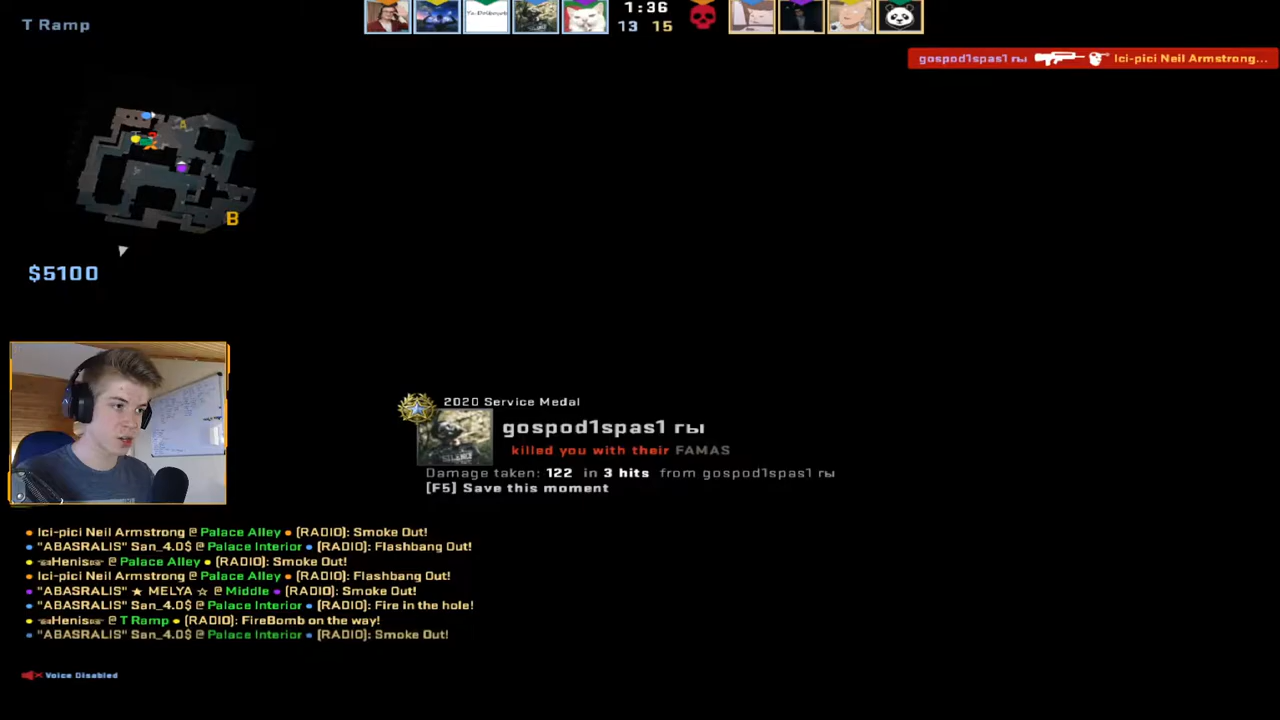 T Ramp
1:36
13 15
gospod1spas1 гы Ici-pici Neil Armstrong...
A
B
$5100
2020 Service Medal
gospod1spas1 гы
killed you with their FAMAS
Damage taken: 122 in 3 hits from gospod1spas1 гы
[F5] Save this moment
Ici-pici Neil Armstrong @ Palace Alley ● (RADIO): Smoke Out!
"ABASRALIS" San_4.0$ @ Palace Interior ● (RADIO): Flashbang Out!
Henis @ Palace Alley ● (RADIO): Smoke Out!
Ici-pici Neil Armstrong @ Palace Alley ● (RADIO): Flashbang Out!
"ABASRALIS" ★ MELYA ☆ @ Middle ● (RADIO): Smoke Out!
"ABASRALIS" San_4.0$ @ Palace Interior ● (RADIO): Fire in the hole!
Henis @ T Ramp ● (RADIO): FireBomb on the way!
"ABASRALIS" San_4.0$ @ Palace Interior ● (RADIO): Smoke Out!
Voice Disabled